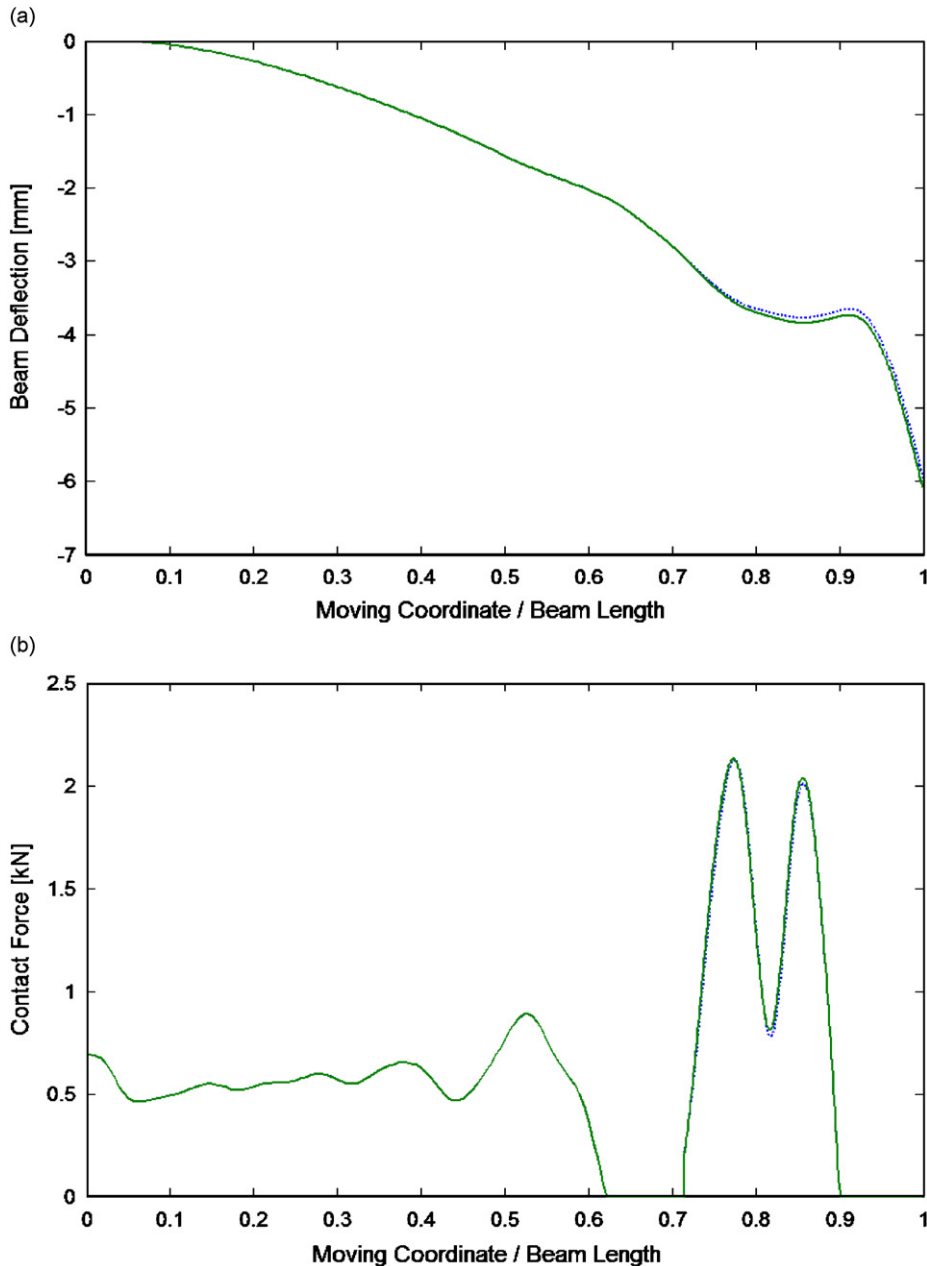 (a)
0
-1
-2
-3
-4
-5
-6
-7
Beam Deflection [mm]
0 0.1 0.2 0.3 0.4 0.5 0.6 0.7 0.8 0.9 1
Moving Coordinate / Beam Length
(b)
2.5
2
1.5
1
0.5
0
Contact Force [kN]
0 0.1 0.2 0.3 0.4 0.5 0.6 0.7 0.8 0.9 1
Moving Coordinate / Beam Length